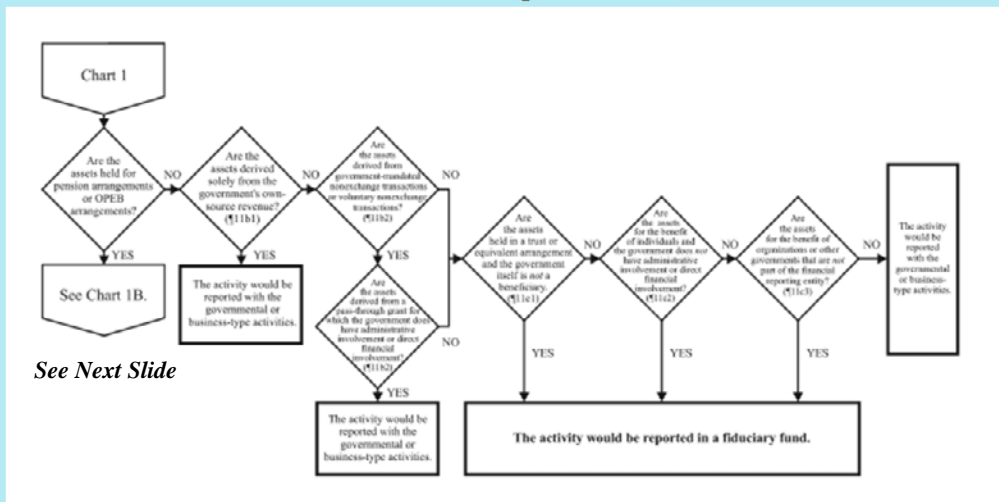 Chart 1
Are the
assets held for
pension arrangements
or OPEB
arrangements?
NO
YES
See Chart 1B.
See Next Slide
Are the
assets derived
solely from the
government's own-
source revenue?
(¶11b1)
NO
YES
The activity would be
reported with the
governmental or
business-type activities.
Are
the assets
derived from
government-mandated
nonexchange transactions
or voluntary nonexchange
transactions?
(¶11b2)
NO
YES
Are
the assets
derived from a
pass-through grant for
which the government does
have administrative
involvement or direct
financial
involvement?
(¶11b2)
NO
YES
The activity would be
reported with the
governmental or
business-type activities.
Are
the assets
held in a trust or
equivalent arrangement
and the government
itself is not a
beneficiary.
(¶11c1)
NO
YES
Are
the assets
for the benefit
of individuals and
the government does not
have administrative
involvement or direct
financial
involvement?
(¶11c2)
NO
YES
Are
the assets
for the benefit of
organizations or other
governments that are not
part of the financial
reporting entity?
(¶11c3)
NO
YES
The activity
would be
reported
with the
governmental
or business-
type activities.
The activity would be reported in a fiduciary fund.